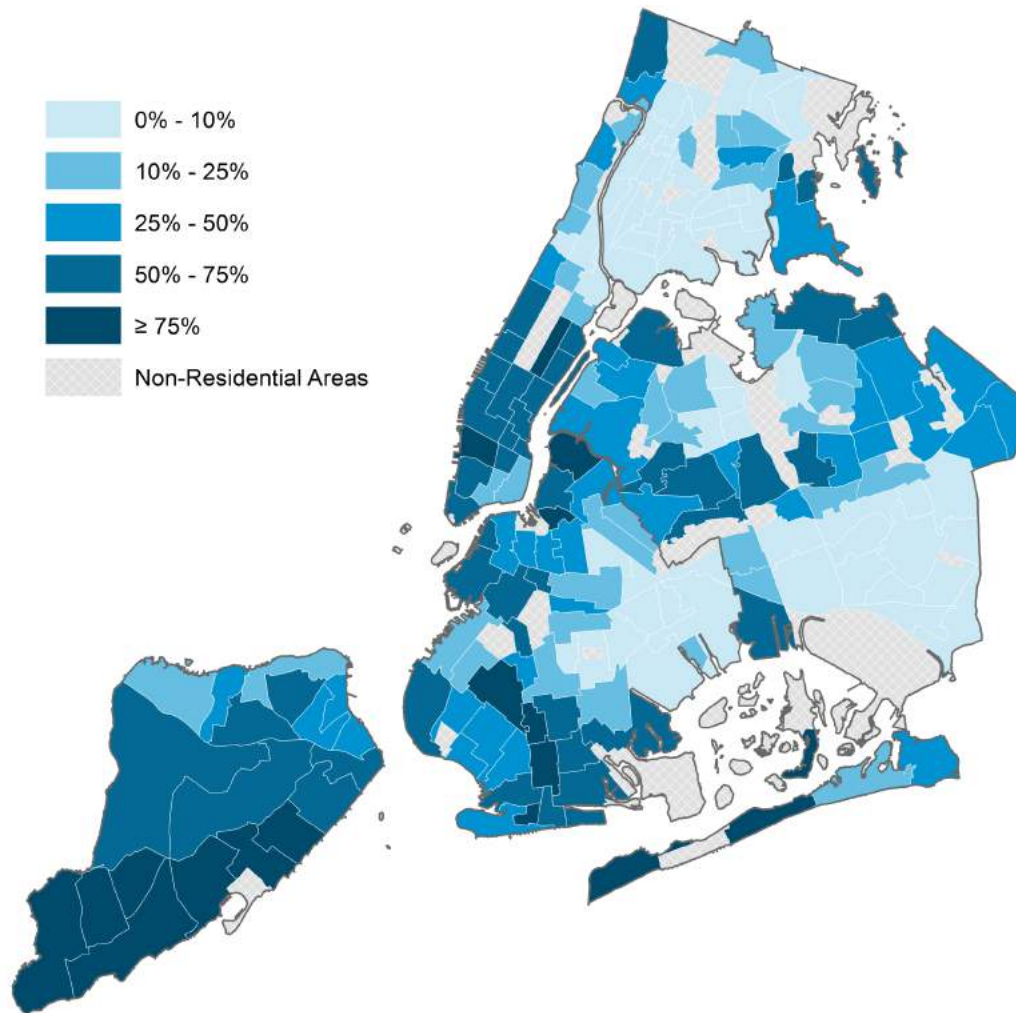 0% - 10%
10% - 25%
25% - 50%
50% - 75%
≥ 75%
Non-Residential Areas